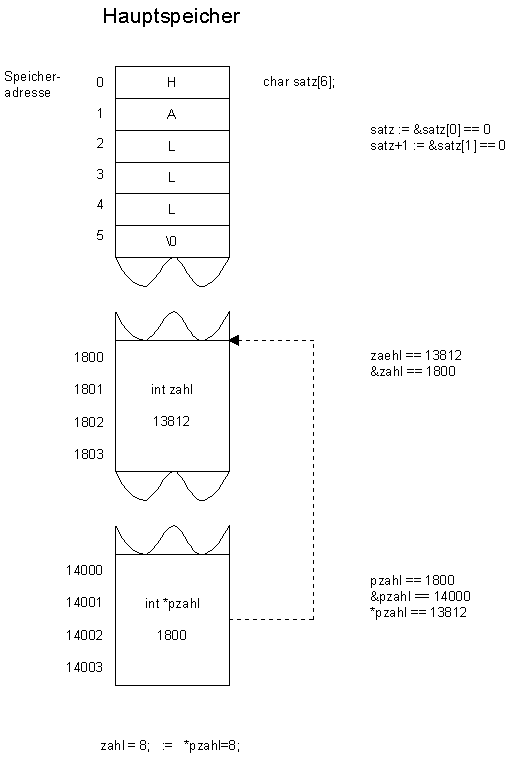 Hauptspeicher
Speicher-
adresse
0 H char satz[6];
1 A
satz := &satz[0] == 0
2 L satz+1 := &satz[1] == 0
3 L
4 L
5 \0
1800 zaehl == 13812
&zahl == 1800
1801 int zahl
1802 13812
1803
14000 pzahl == 1800
&pzahl == 14000
14001 int *pzahl *pzahl == 13812
14002 1800
14003
zahl = 8; := *pzahl=8;